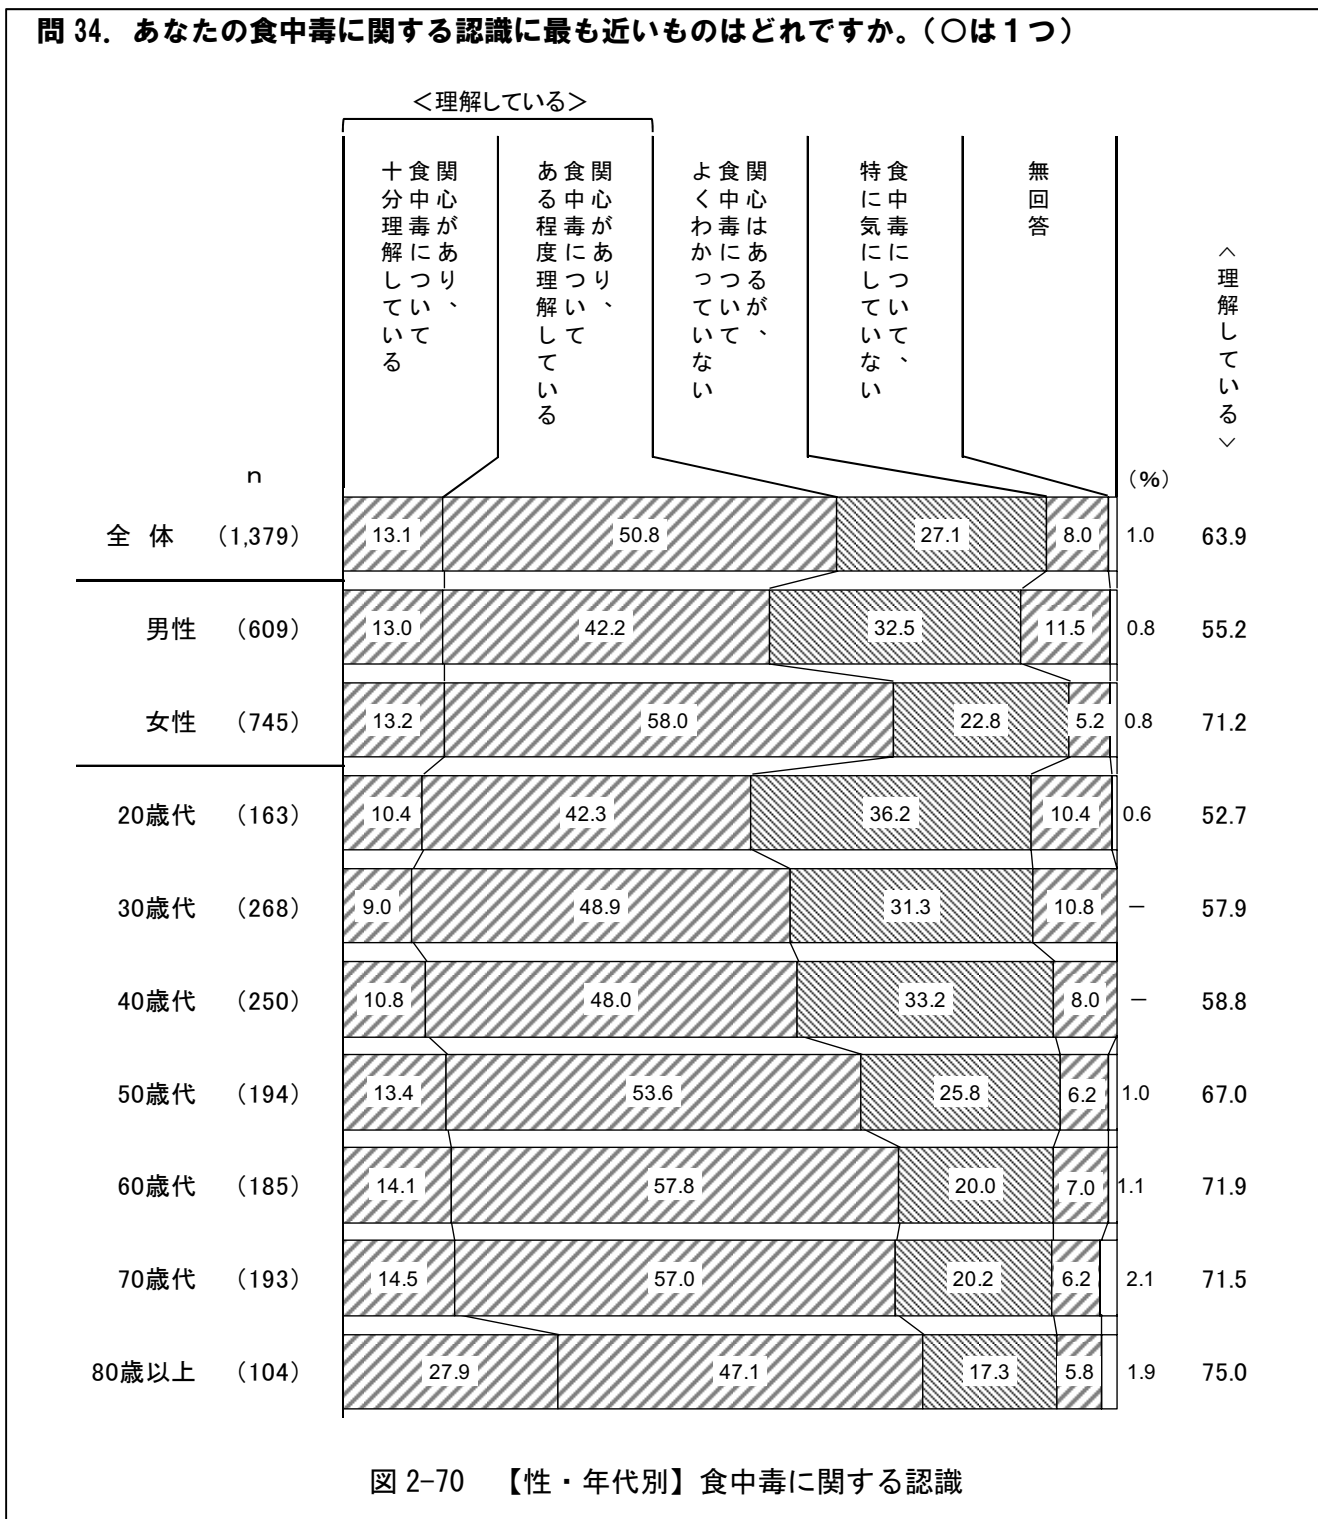 問 34．あなたの食中毒に関する認識に最も近いものはどれですか。（○は１つ）
＜理解している＞
関心があり、
食中毒について
十分理解している
関心があり、
食中毒について
ある程度理解している
関心はあるが、
食中毒について
よくわかっていない
食中毒について、
特に気にしていない
無回答
＜理解している＞
n
(%)
全 体 (1,379) 13.1 50.8 27.1 8.0 1.0 63.9
男性 (609) 13.0 42.2 32.5 11.5 0.8 55.2
女性 (745) 13.2 58.0 22.8 5.2 0.8 71.2
20歳代 (163) 10.4 42.3 36.2 10.4 0.6 52.7
30歳代 (268) 9.0 48.9 31.3 10.8 － 57.9
40歳代 (250) 10.8 48.0 33.2 8.0 － 58.8
50歳代 (194) 13.4 53.6 25.8 6.2 1.0 67.0
60歳代 (185) 14.1 57.8 20.0 7.0 1.1 71.9
70歳代 (193) 14.5 57.0 20.2 6.2 2.1 71.5
80歳以上 (104) 27.9 47.1 17.3 5.8 1.9 75.0
図 2-70 【性・年代別】食中毒に関する認識